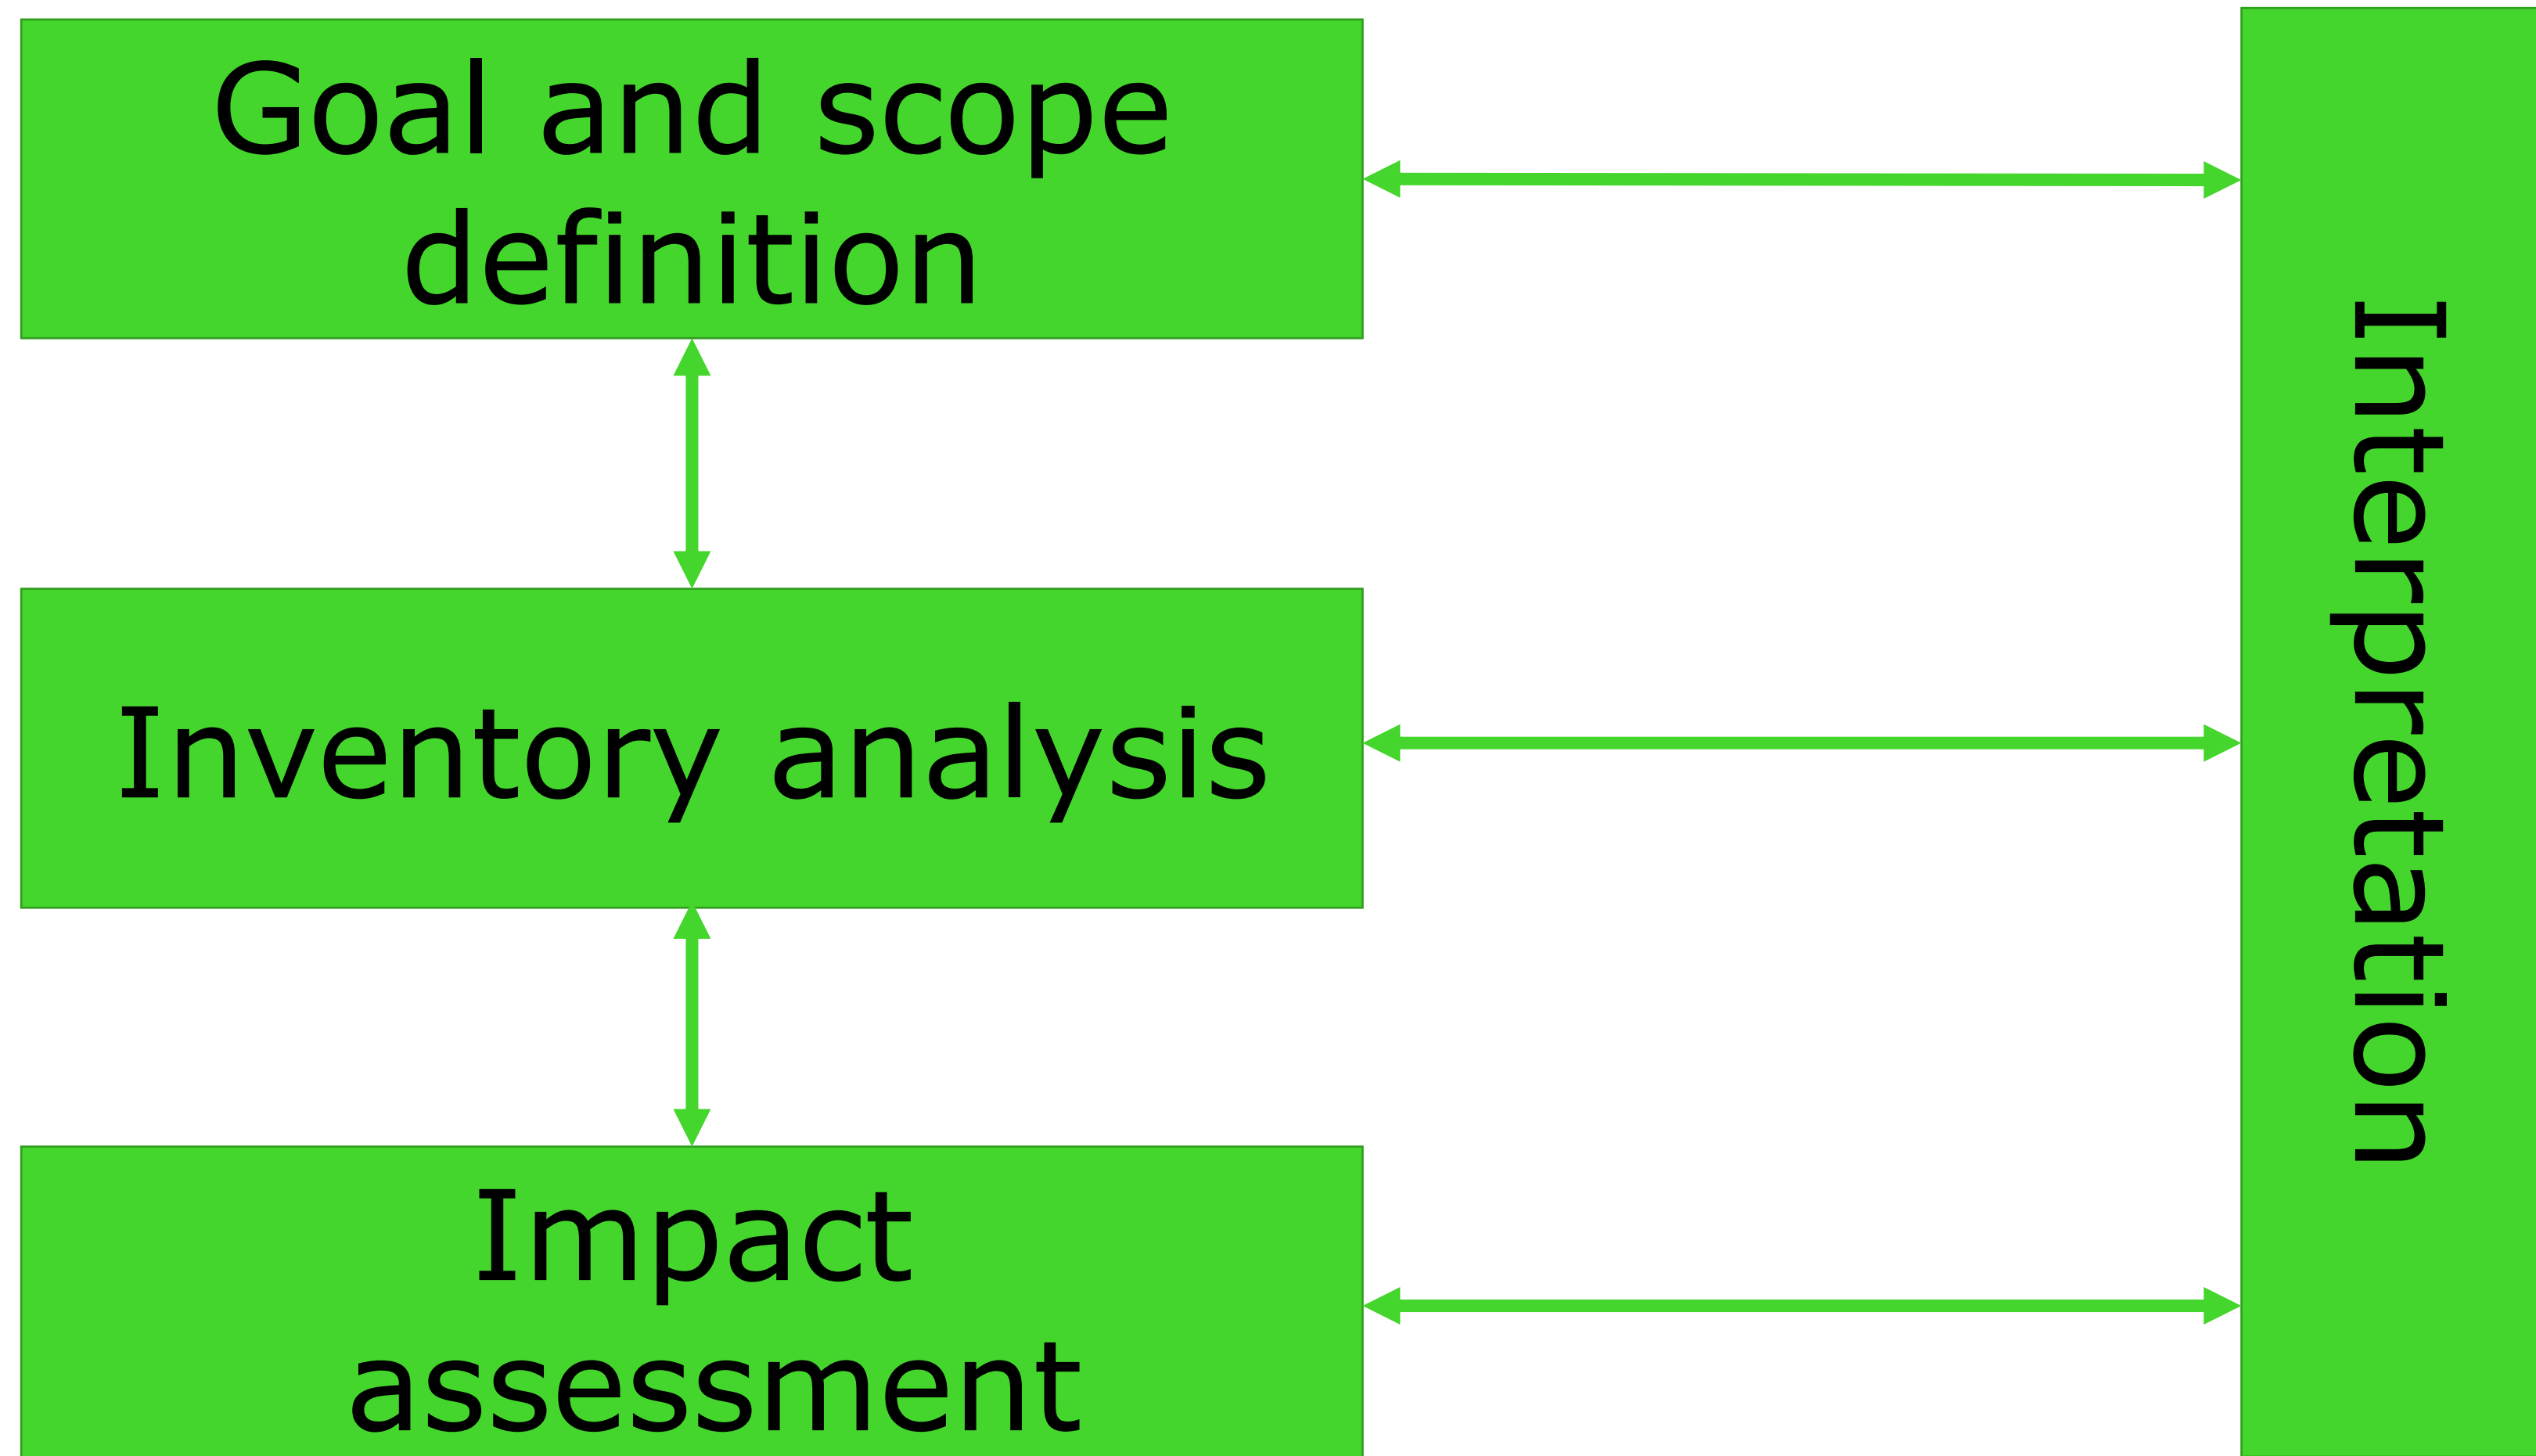 Goal and scope
definition
Inventory analysis
Impact
assessment
Interpretation